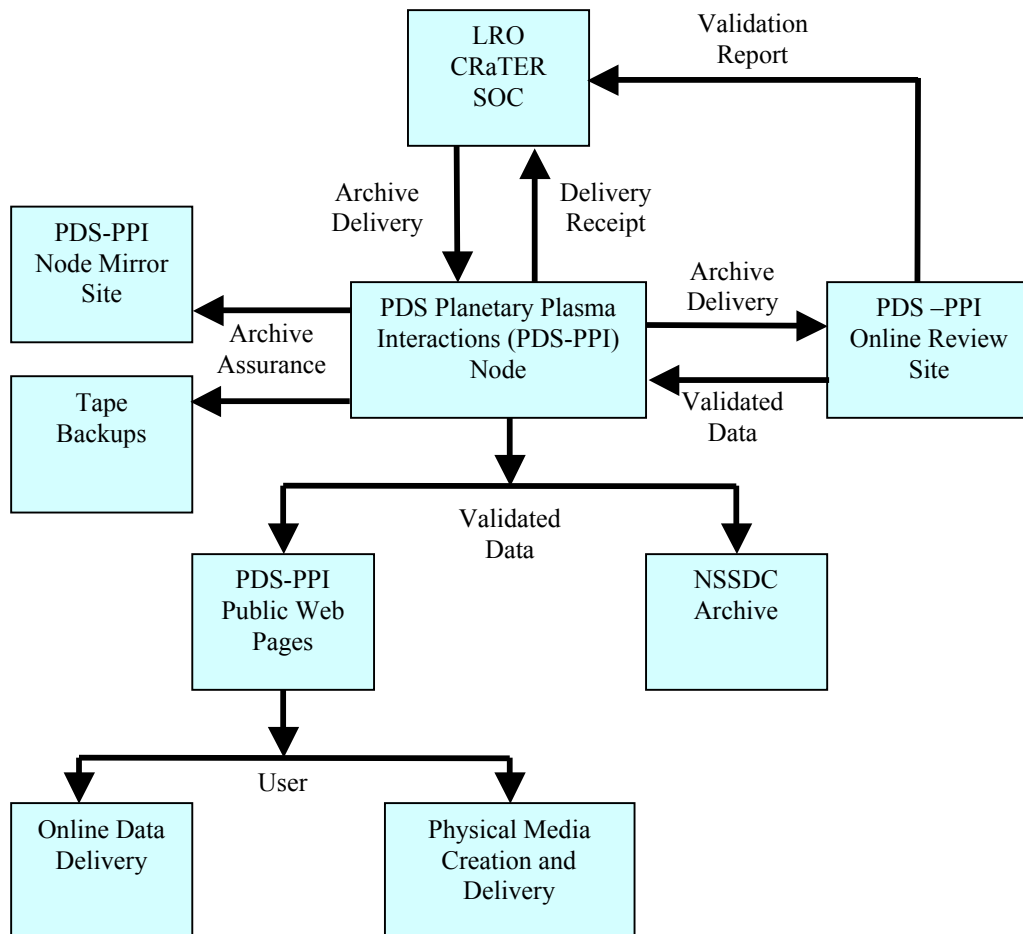 LRO
CRaTER
SOC
Validation
Report
Archive
Delivery
Delivery
Receipt
PDS-PPI
Node Mirror
Site
Archive
Assurance
PDS Planetary Plasma
Interactions (PDS-PPI)
Node
Archive
Delivery
PDS –PPI
Online Review
Site
Validated
Data
Tape
Backups
Validated
Data
PDS-PPI
Public Web
Pages
NSSDC
Archive
User
Online Data
Delivery
Physical Media
Creation and
Delivery